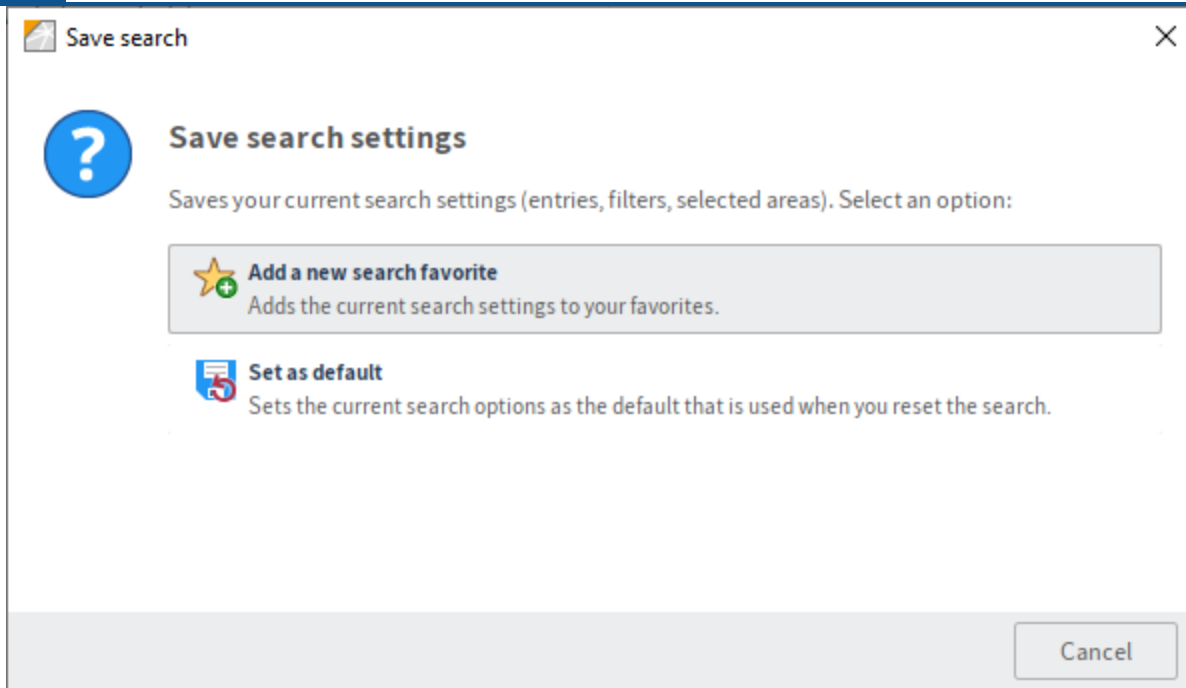 Save search
Save search settings
Saves your current search settings (entries, filters, selected areas). Select an option:
Add a new search favorite
Adds the current search settings to your favorites.
Set as default
Sets the current search options as the default that is used when you reset the search.
Cancel